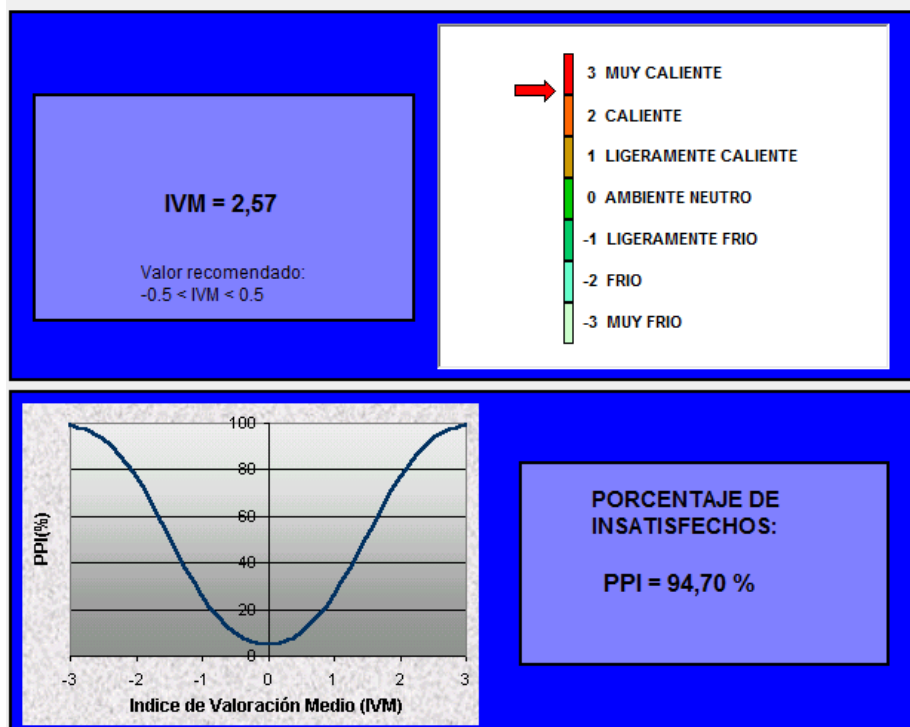 IVM = 2,57
Valor recomendado:
-0.5 < IVM < 0.5
3 MUY CALIENTE
2 CALIENTE
1 LIGERAMENTE CALIENTE
0 AMBIENTE NEUTRO
-1 LIGERAMENTE FRIO
-2 FRIO
-3 MUY FRIO
PPI(%)
100
80
60
40
20
0
-3 -2 -1 0 1 2 3
Indice de Valoración Medio (IVM)
PORCENTAJE DE
INSATISFECHOS:
PPI = 94,70 %